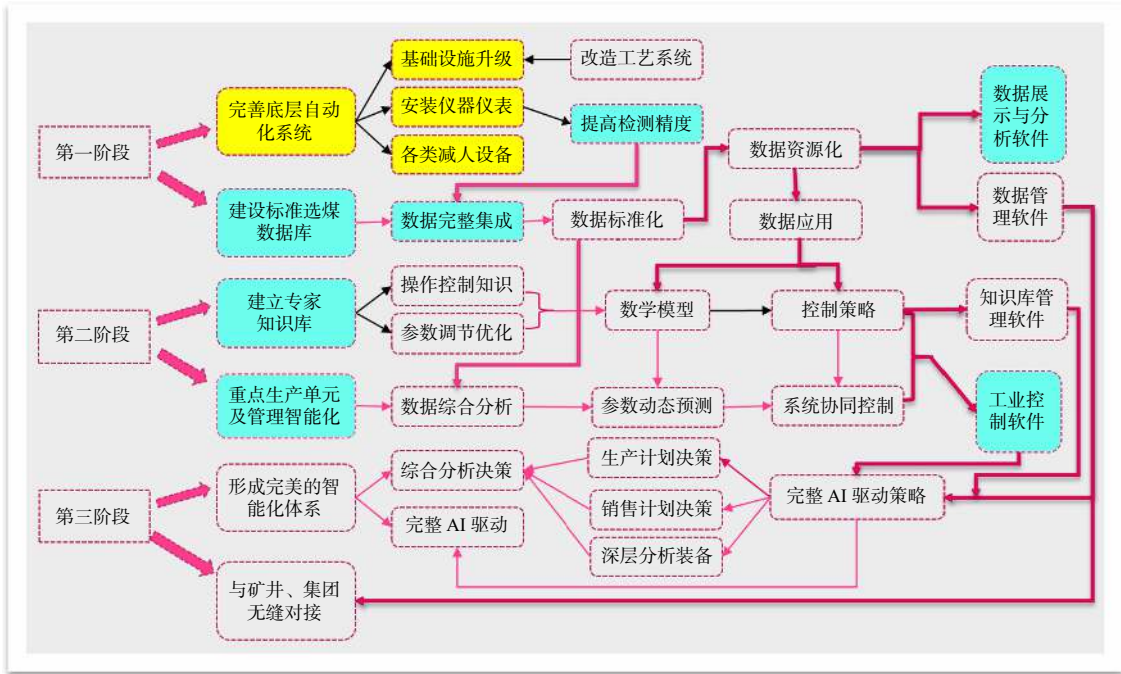 基础设施升级
改造工艺系统
完善底层自动
化系统
安装仪器仪表
提高检测精度
数据展
示与分
析软件
第一阶段
各类减人设备
数据资源化
建设标准选煤
数据库
数据完整集成
数据标准化
数据应用
数据管
理软件
建立专家
知识库
操作控制知识
参数调节优化
数学模型
控制策略
知识库管
理软件
第二阶段
重点生产单元
及管理智能化
数据综合分析
参数动态预测
系统协同控制
工业控
制软件
形成完美的智
能化体系
综合分析决策
生产计划决策
第三阶段
完整 AI 驱动
销售计划决策
完整 AI 驱动策略
深层分析装备
与矿井、集团
无缝对接